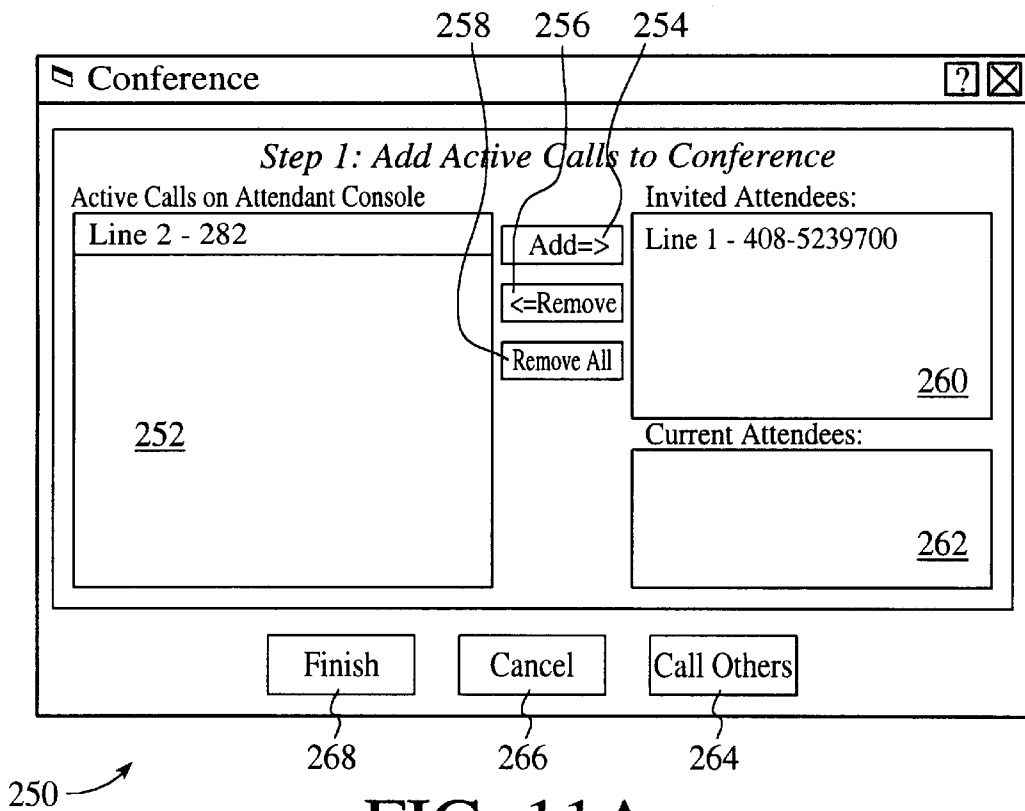 258 256 254
Conference ?
Step 1: Add Active Calls to Conference
Active Calls on Attendant Console
Invited Attendees:
Line 2 - 282
Add=>
Line 1 - 408-5239700
<=Remove
Remove All
260
252
Current Attendees:
262
Finish Cancel Call Others
268 266 264
250
FIG. 11A